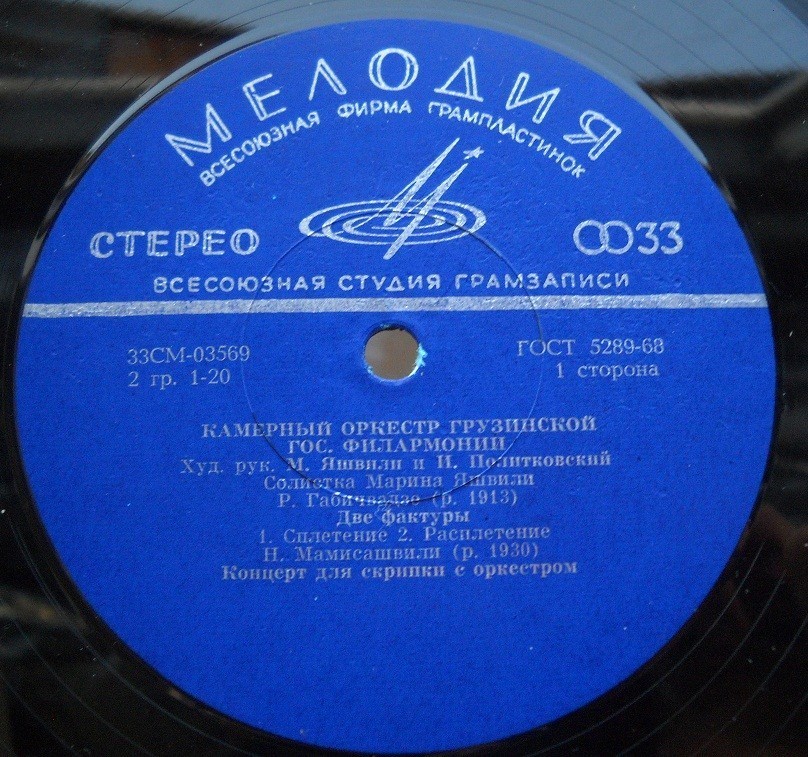 МЕЛОДИЯ
ВСЕСОЮЗНАЯ ФИРМА ГРАМПЛАСТИНОК
СТЕРЕО
33
ВСЕСОЮЗНАЯ СТУДИЯ ГРАМЗАПИСИ
33СМ-03569
ГОСТ 5289-68
2 гр. 1-20
1 сторона
КАМЕРНЫЙ ОРКЕСТР ГРУЗИНСКОЙ
ГОС. ФИЛАРМОНИИ
Худ. рук. М. Яшвили и И. Политковский
Солистка Марина Яшвили
Р. Габичвадзе (р. 1913)
Две фактуры
1. Сплетение 2. Расплетение
Н. Мамисашвили (р. 1930)
Концерт для скрипки с оркестром